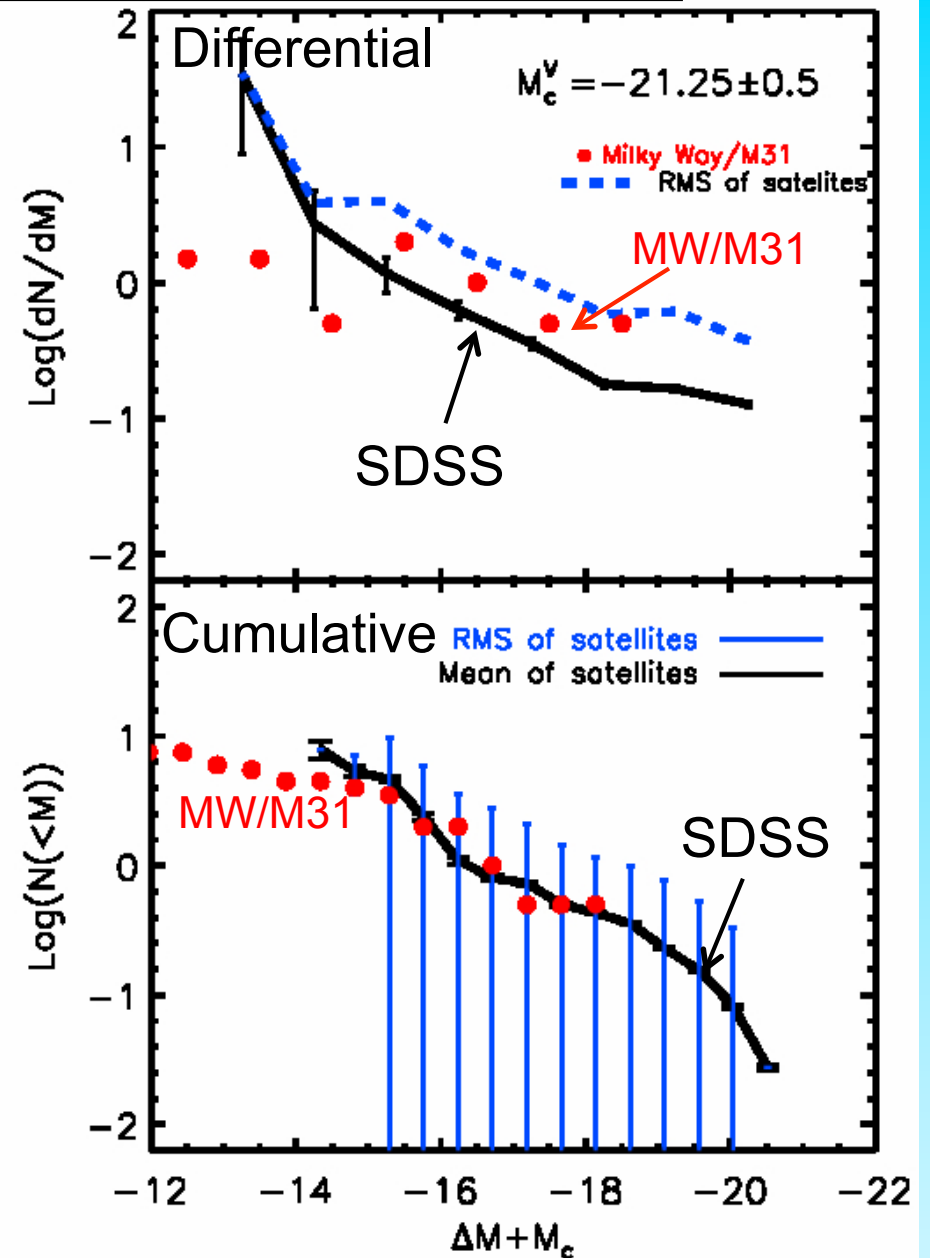 Differential
M_c^V = −21.25±0.5
Milky Way/M31
RMS of satelites
MW/M31
SDSS
Log(dN/dM)
2
1
0
−1
−2
Cumulative
RMS of satellites
Mean of satellites
MW/M31
SDSS
Log(N(<M))
2
1
0
−1
−2
−12 −14 −16 −18 −20 −22
ΔM+M_c